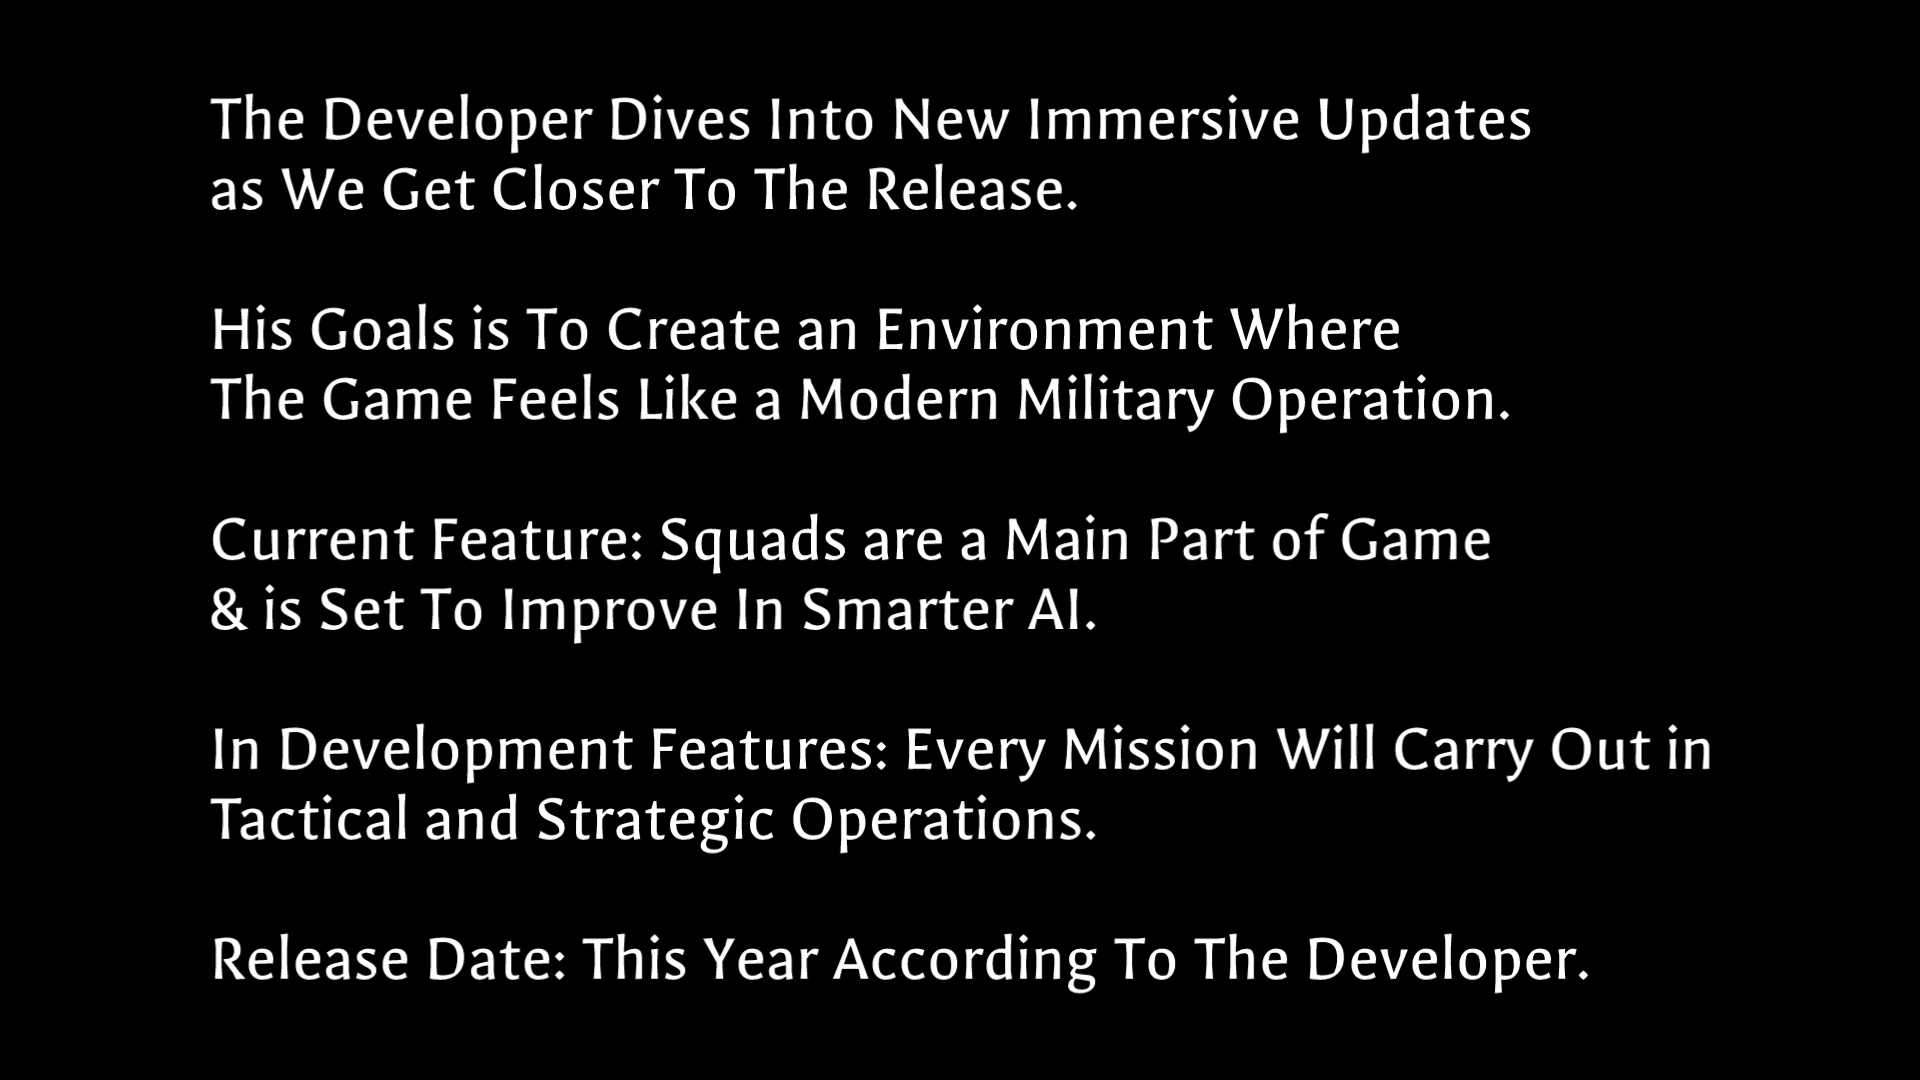 The Developer Dives Into New Immersive Updates
as We Get Closer To The Release.
His Goals is To Create an Environment Where
The Game Feels Like a Modern Military Operation.
Current Feature: Squads are a Main Part of Game
& is Set To Improve In Smarter AI.
In Development Features: Every Mission Will Carry Out in
Tactical and Strategic Operations.
Release Date: This Year According To The Developer.